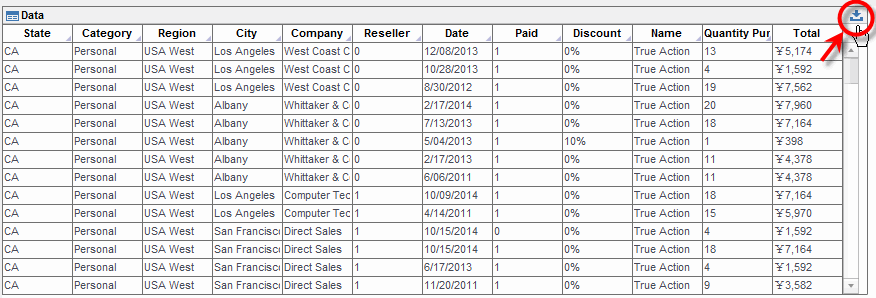 Data
State Category Region City Company Reseller Date Paid Discount Name Quantity Pur Total
CA Personal USA West Los Angeles West Coast C 0 12/08/2013 1 0% True Action 13 ¥5,174
CA Personal USA West Los Angeles West Coast C 0 10/28/2013 1 0% True Action 4 ¥1,592
CA Personal USA West Los Angeles West Coast C 0 8/30/2012 1 0% True Action 19 ¥7,562
CA Personal USA West Albany Whittaker & C 0 2/17/2014 1 0% True Action 20 ¥7,960
CA Personal USA West Albany Whittaker & C 0 7/13/2013 1 0% True Action 18 ¥7,164
CA Personal USA West Albany Whittaker & C 0 5/04/2013 1 10% True Action 1 ¥398
CA Personal USA West Albany Whittaker & C 0 2/17/2013 1 0% True Action 11 ¥4,378
CA Personal USA West Albany Whittaker & C 0 6/06/2011 1 0% True Action 11 ¥4,378
CA Personal USA West Los Angeles Computer Tec 1 10/09/2014 1 0% True Action 18 ¥7,164
CA Personal USA West Los Angeles Computer Tec 1 4/14/2011 1 0% True Action 15 ¥5,970
CA Personal USA West San Francisc Direct Sales 1 10/15/2014 0 0% True Action 4 ¥1,592
CA Personal USA West San Francisc Direct Sales 1 10/15/2014 1 0% True Action 18 ¥7,164
CA Personal USA West San Francisc Direct Sales 1 6/17/2013 1 0% True Action 4 ¥1,592
CA Personal USA West San Francisc Direct Sales 1 11/20/2011 1 0% True Action 9 ¥3,582